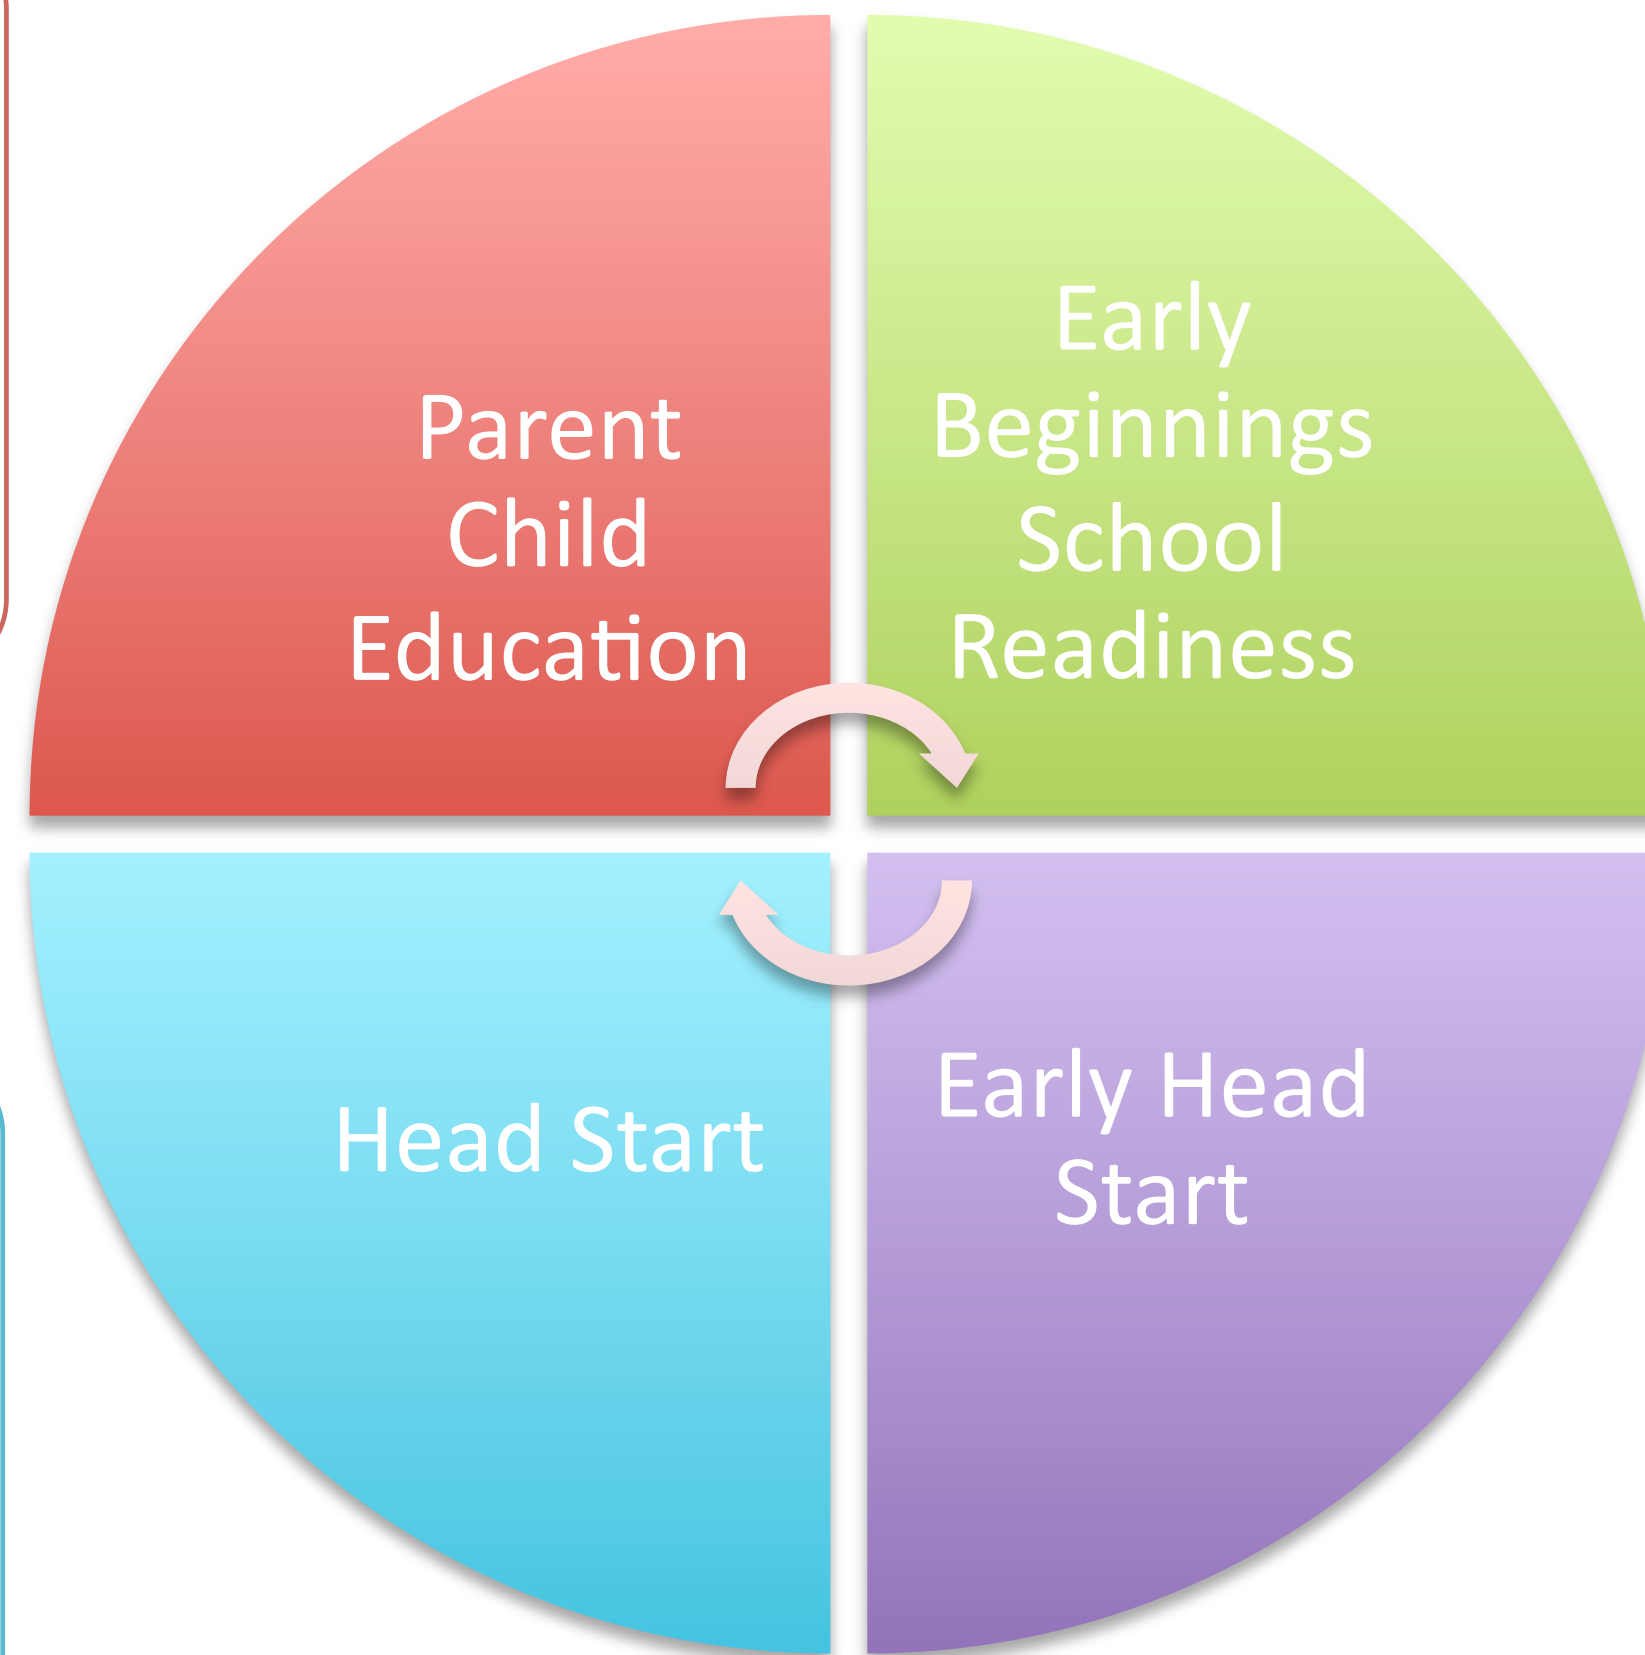 Parent
Child
Education
Early
Beginnings
School
Readiness
Head Start
Early Head
Start